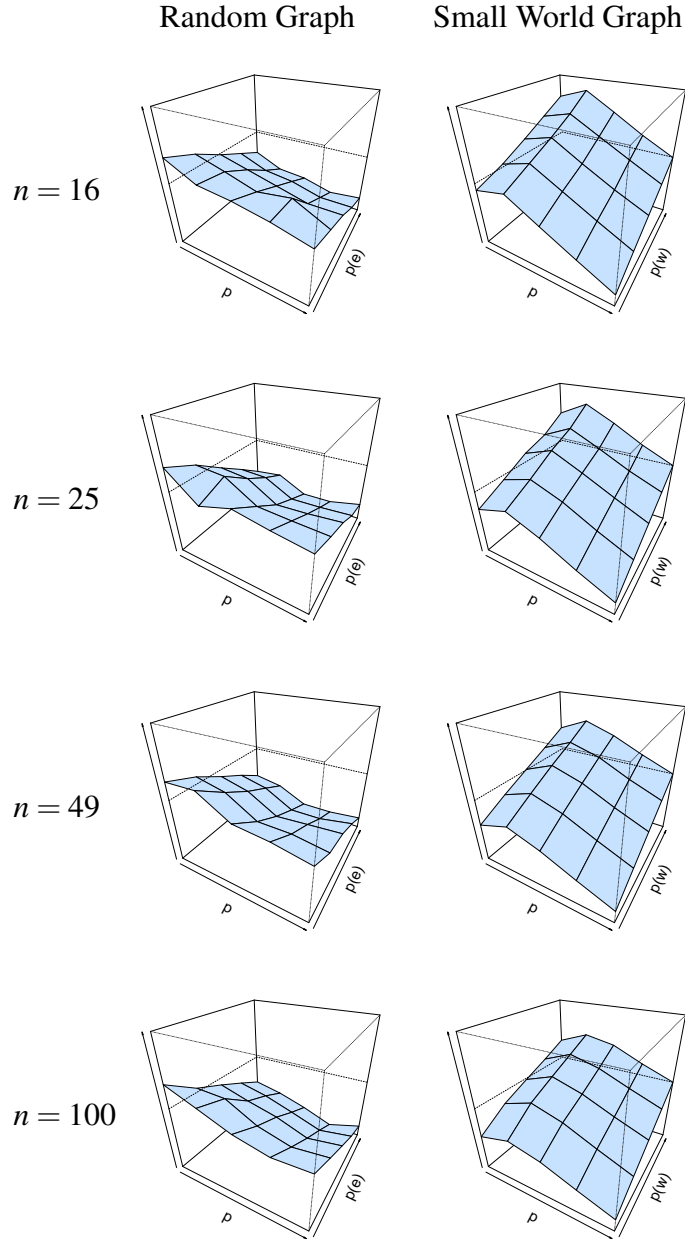 Random Graph Small World Graph
n = 16
p
p(e)
p
p(w)
n = 25
p
p(e)
p
p(w)
n = 49
p
p(e)
p
p(w)
n = 100
p
p(e)
p
p(w)